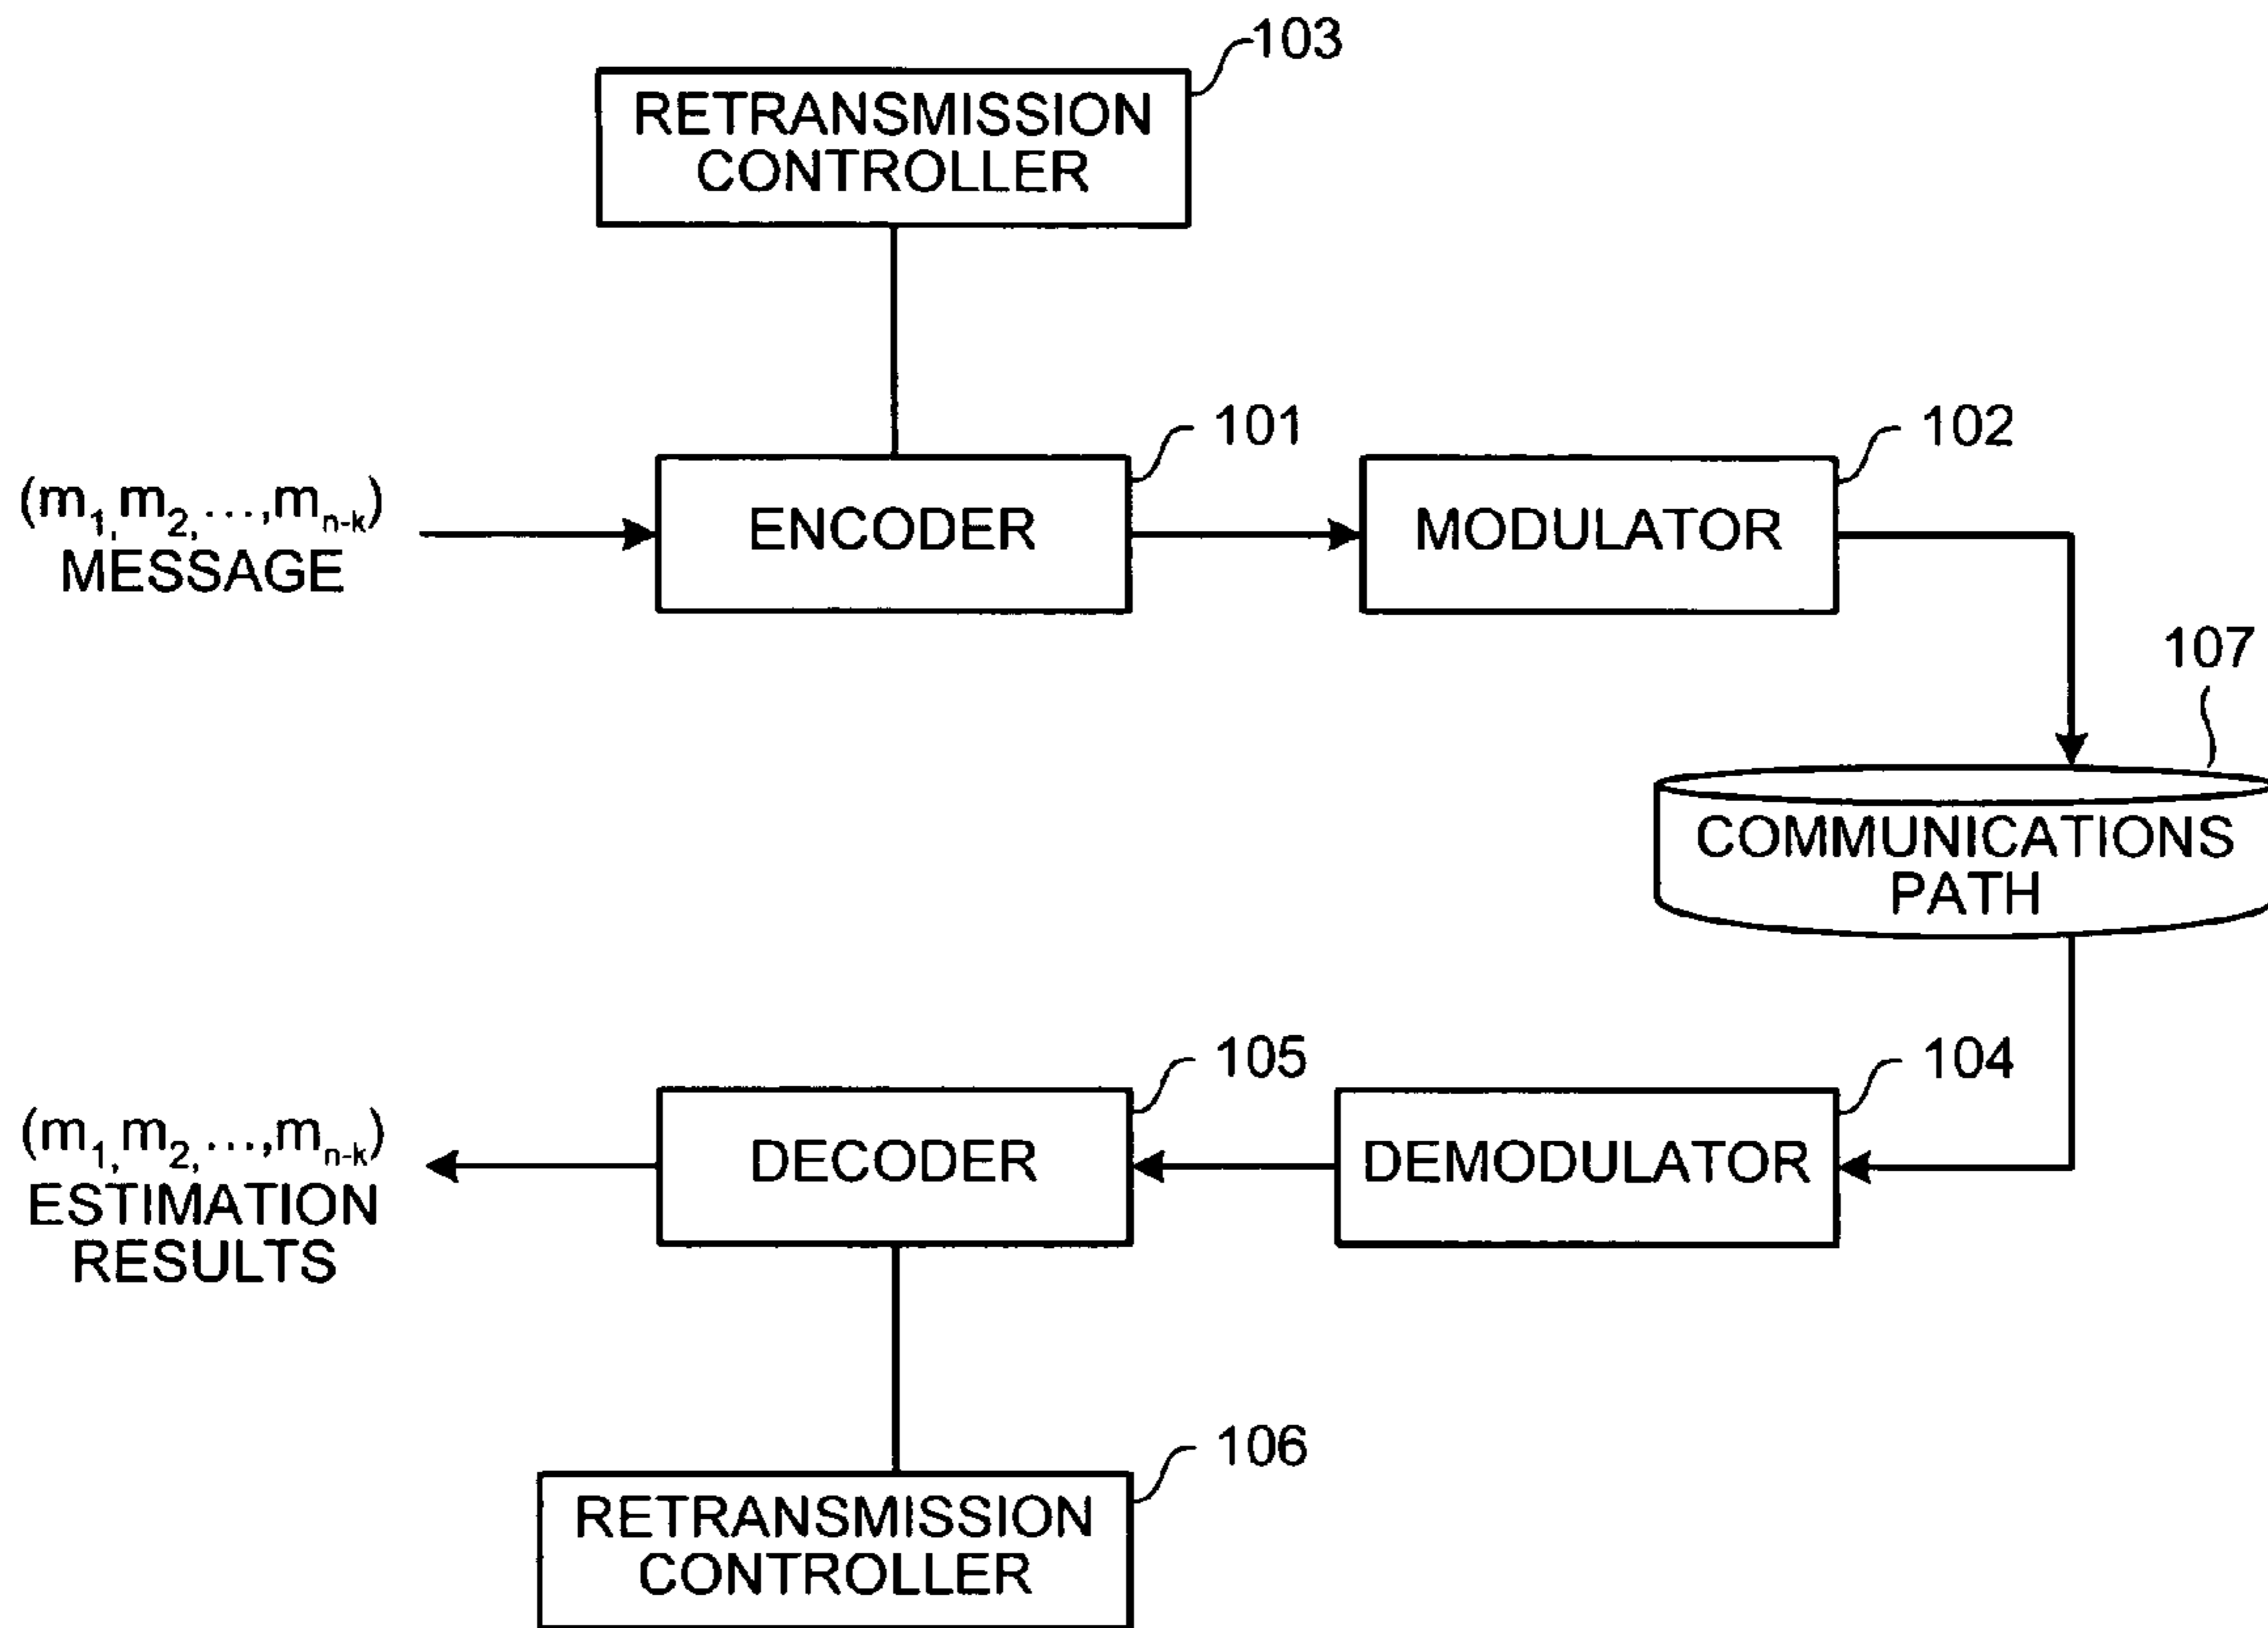 103
RETRANSMISSION
CONTROLLER
101
102
(m1, m2, ...,mn-k)
MESSAGE
ENCODER
MODULATOR
107
COMMUNICATIONS
PATH
105
104
(m1, m2, ...,mn-k)
ESTIMATION
RESULTS
DECODER
DEMODULATOR
106
RETRANSMISSION
CONTROLLER